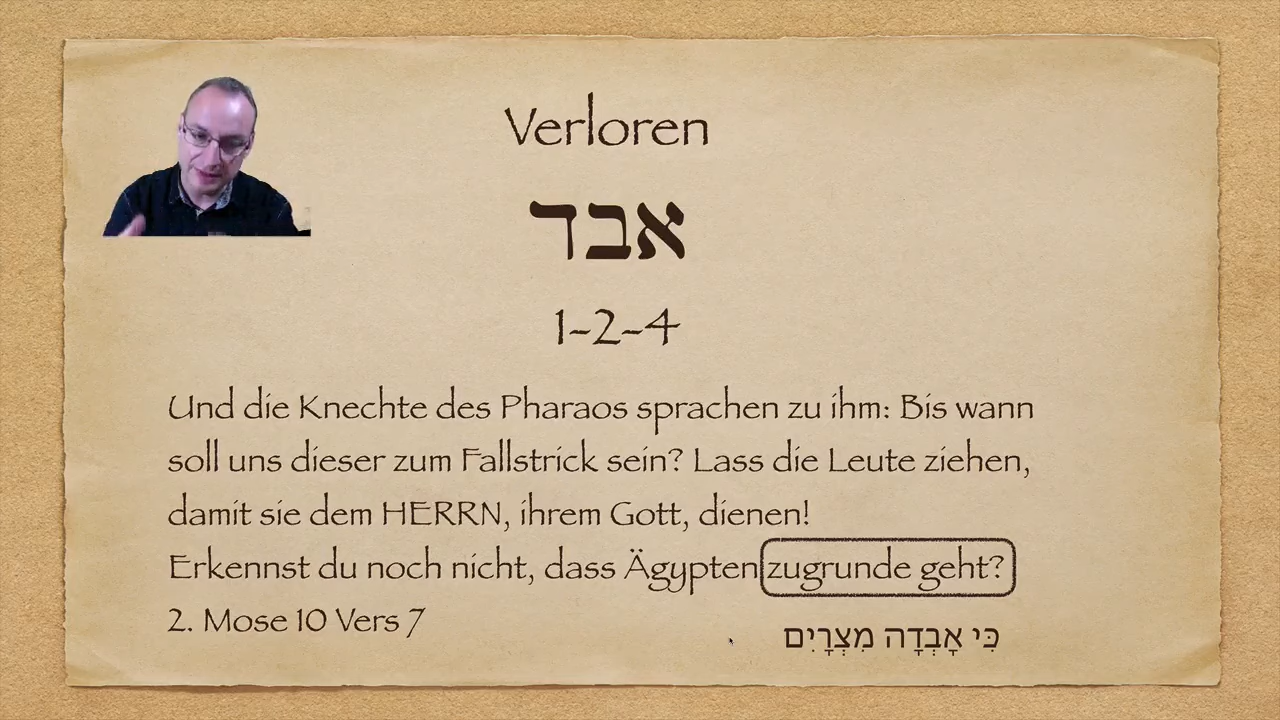 Verloren
אבד
1-2-4
Und die Knechte des Pharaos sprachen zu ihm: Bis wann
soll uns dieser zum Fallstrick sein? Lass die Leute ziehen,
damit sie dem HERRN, ihrem Gott, dienen!
Erkennst du noch nicht, dass Ägypten zugrunde geht?
2. Mose 10 Vers 7
כִּי אָבְדָה מִצְרָיִם